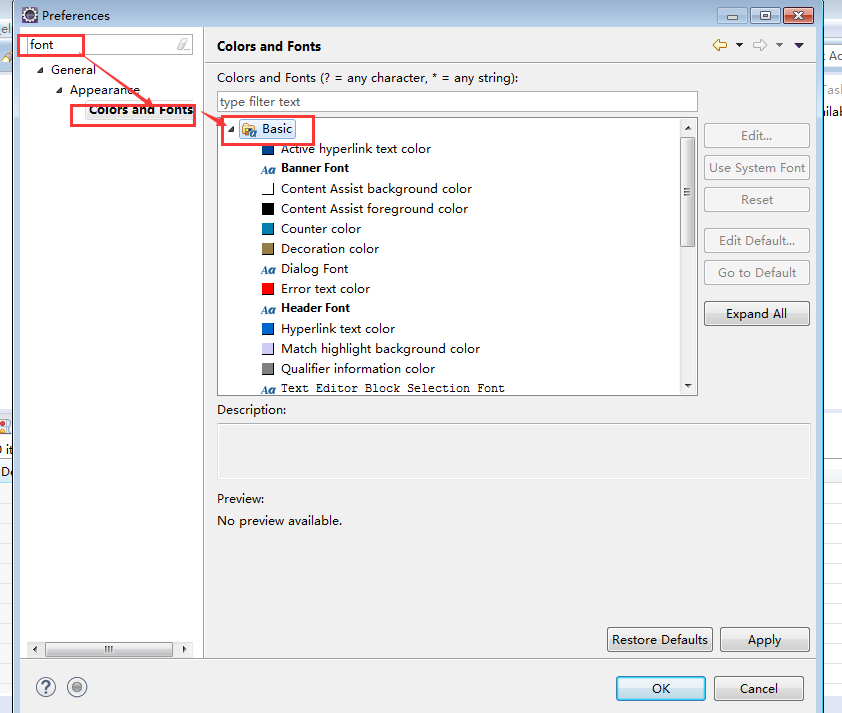 Preferences
font
General
Appearance
Colors and Fonts
Colors and Fonts
Colors and Fonts (? = any character, * = any string):
type filter text
Basic
Active hyperlink text color
Banner Font
Content Assist background color
Content Assist foreground color
Counter color
Decoration color
Dialog Font
Error text color
Header Font
Hyperlink text color
Match highlight background color
Qualifier information color
Text Editor Block Selection Font
Edit...
Use System Font
Reset
Edit Default...
Go to Default
Expand All
Description:
Preview:
No preview available.
Restore Defaults
Apply
OK
Cancel